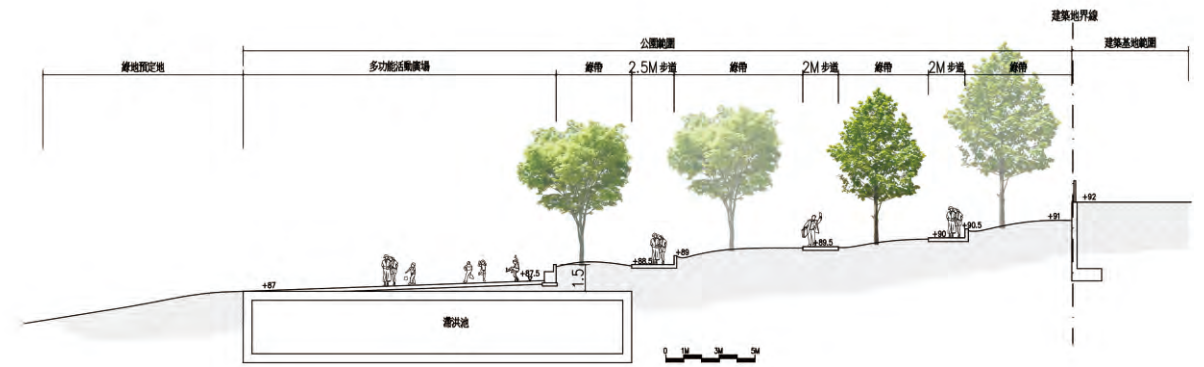 建築地界線
公園範圍
建築基地範圍
綠地預定地
多功能活動廣場
綠帶
2.5M 步道
綠帶
2M 步道
綠帶
2M 步道
綠帶
+92
+91
+90.5
+90
+89.5
+89
+88.5
+87.5
1.5
+87
滯洪池
0 1M 3M 5M